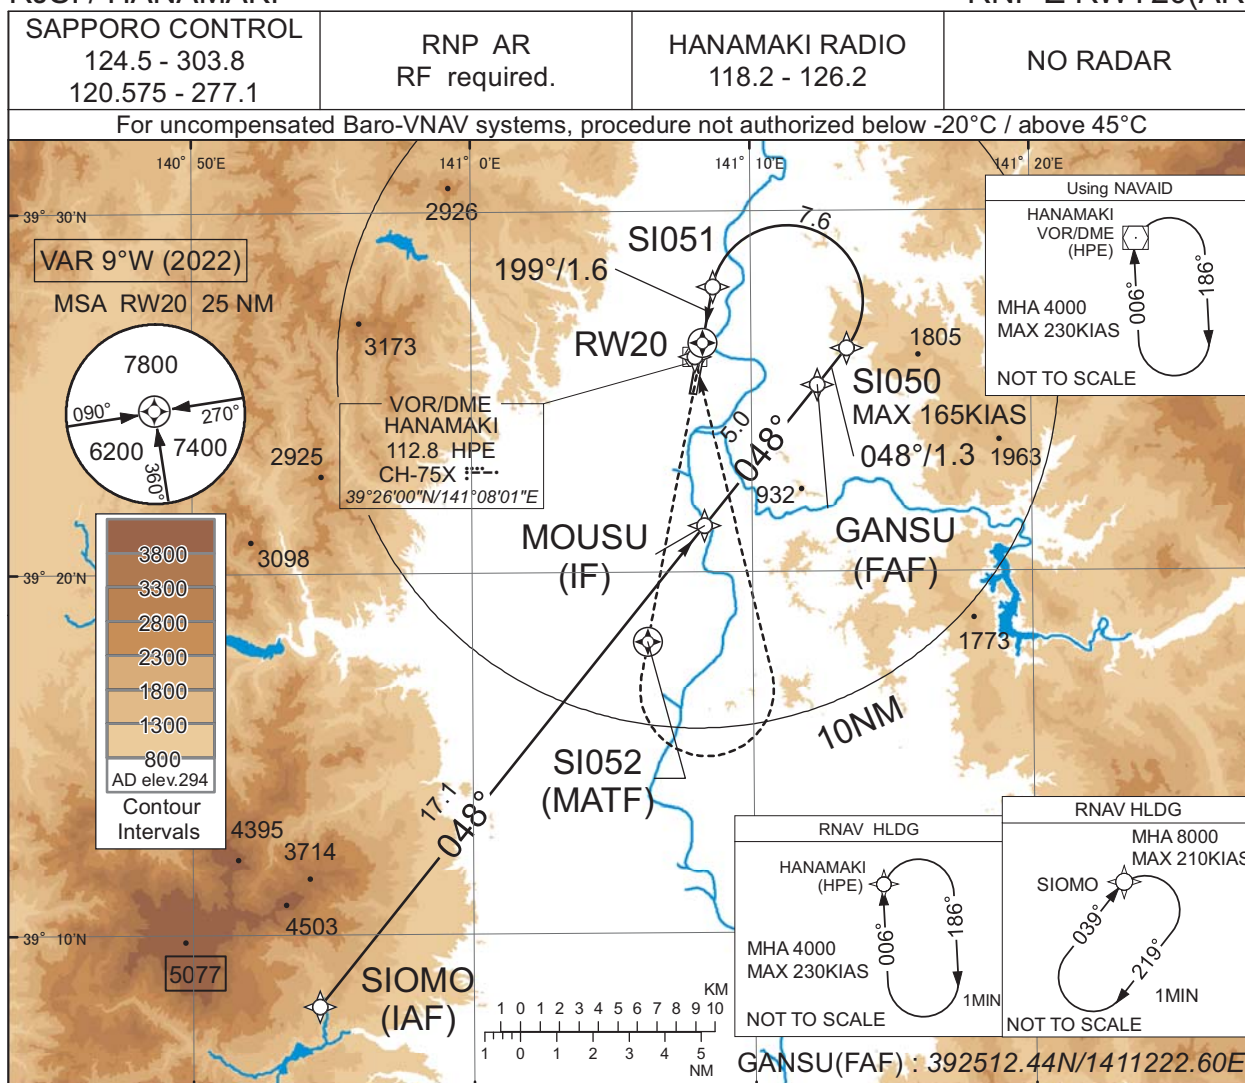 SAPPORO CONTROL
124.5 - 303.8
120.575 - 277.1
RNP AR
RF required.
HANAMAKI RADIO
118.2 - 126.2
NO RADAR
For uncompensated Baro-VNAV systems, procedure not authorized below -20°C / above 45°C
140° 50'E
141° 0'E
141° 10'E
141° 20'E
39° 30'N
39° 20'N
39° 10'N
VAR 9°W (2022)
MSA RW20 25 NM
7800
090°
270°
6200
7400
360°
3800
3300
2800
2300
1800
1300
800
AD elev.294
Contour
Intervals
2926
3173
2925
3098
4395
3714
4503
5077
1805
1963
932
1773
SI051
7.6
199°/1.6
RW20
VOR/DME
HANAMAKI
112.8 HPE
CH-75X
39°26'00"N/141°08'01"E
SI050
MAX 165KIAS
048°/1.3
5.0
048°
MOUSU
(IF)
GANSU
(FAF)
SI052
(MATF)
10NM
17.1
048°
SIOMO
(IAF)
Using NAVAID
HANAMAKI
VOR/DME
(HPE)
006°
186°
MHA 4000
MAX 230KIAS
NOT TO SCALE
RNAV HLDG
HANAMAKI
(HPE)
006°
186°
MHA 4000
MAX 230KIAS
1MIN
NOT TO SCALE
RNAV HLDG
MHA 8000
MAX 210KIAS
SIOMO
039°
219°
1MIN
NOT TO SCALE
KM
1 0 1 2 3 4 5 6 7 8 9 10
1 0 1 2 3 4 5
NM
GANSU(FAF) : 392512.44N/1411222.60E